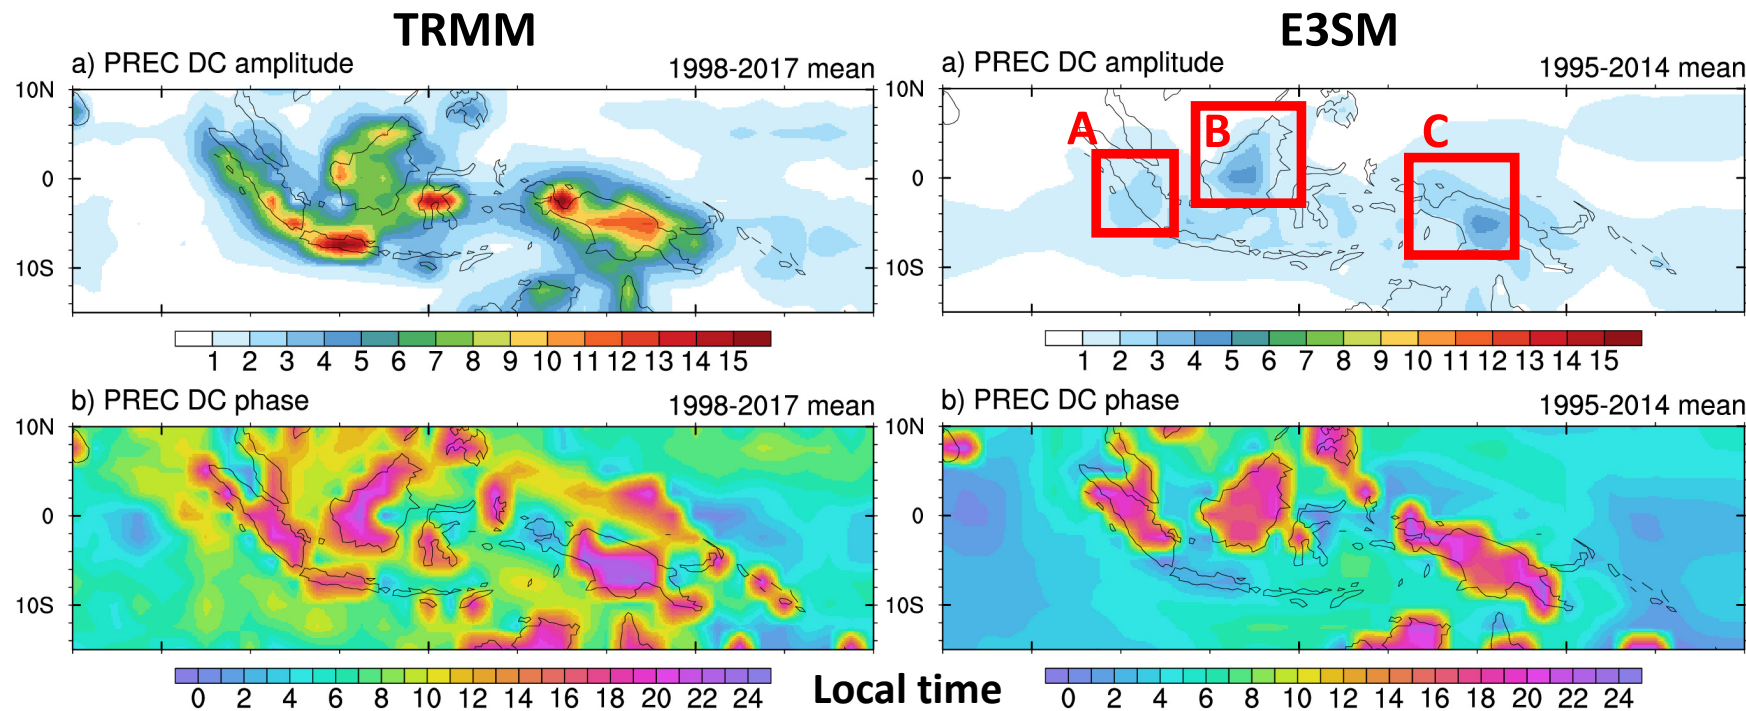 TRMM
E3SM
a) PREC DC amplitude
1998-2017 mean
a) PREC DC amplitude
1995-2014 mean
10N
0
10S
10N
0
10S
A
B
C
1 2 3 4 5 6 7 8 9 10 11 12 13 14 15
1 2 3 4 5 6 7 8 9 10 11 12 13 14 15
b) PREC DC phase
1998-2017 mean
b) PREC DC phase
1995-2014 mean
10N
0
10S
10N
0
10S
0 2 4 6 8 10 12 14 16 18 20 22 24
Local time
0 2 4 6 8 10 12 14 16 18 20 22 24